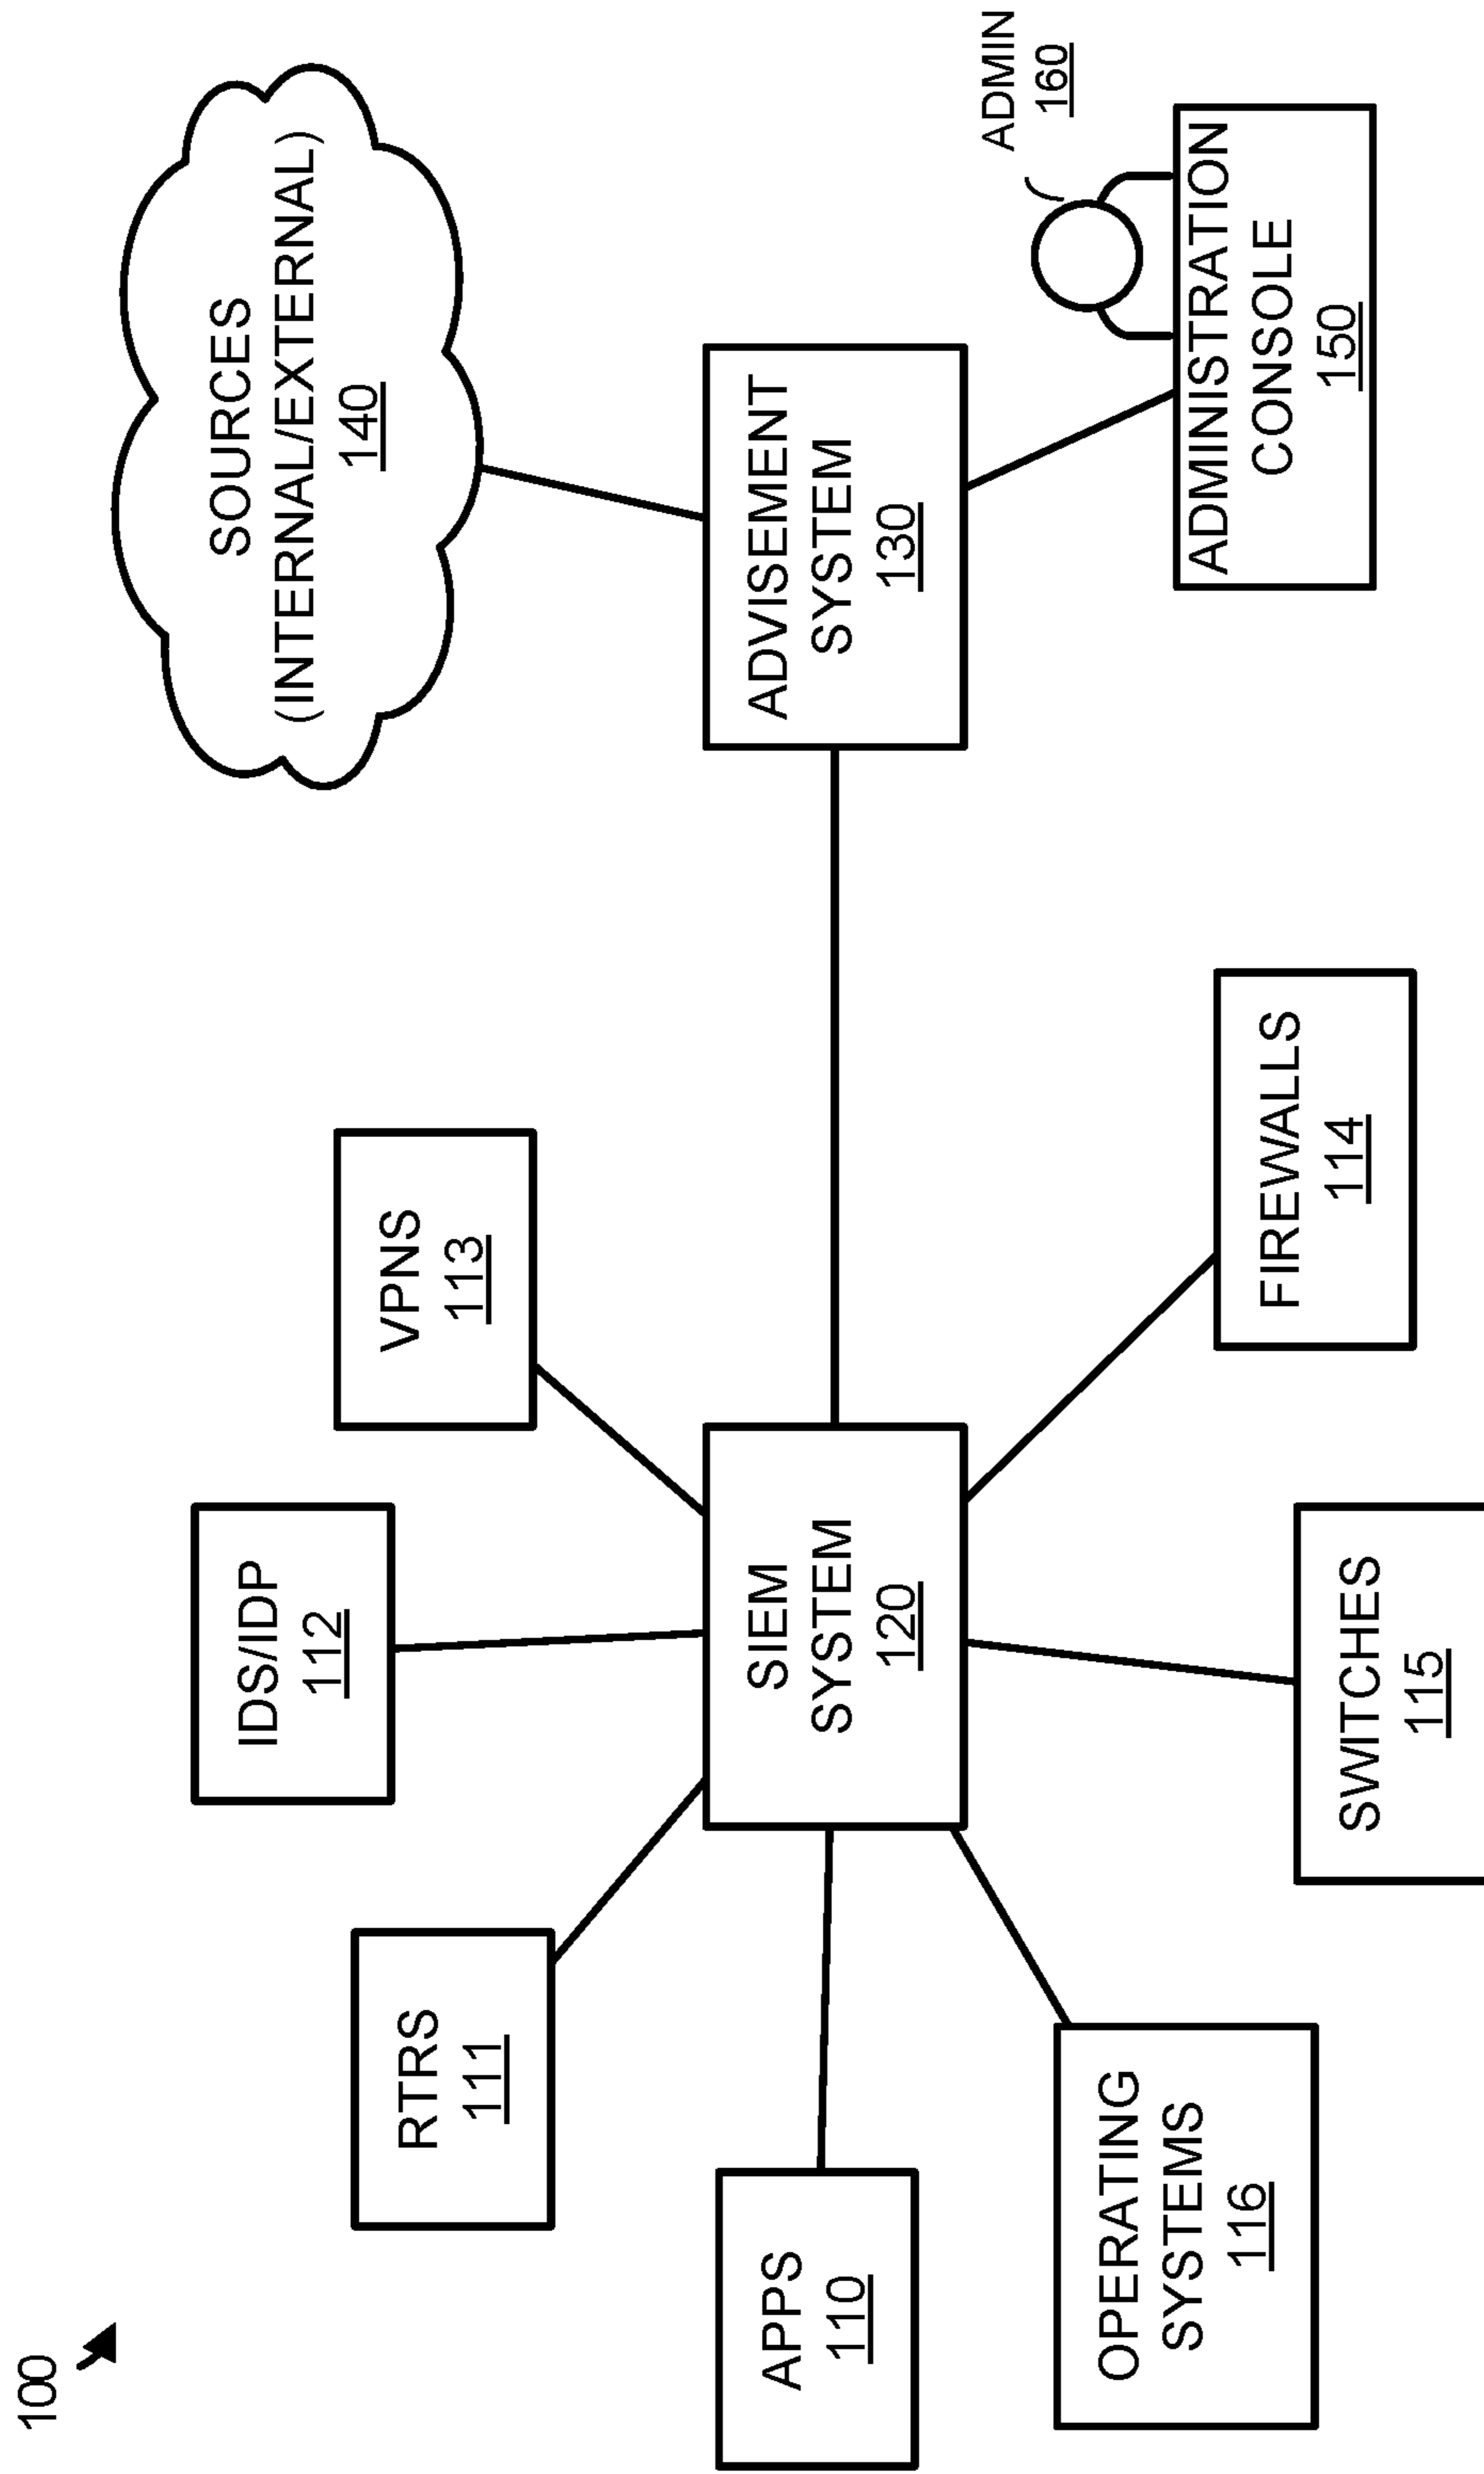 100
RTRS
111
IDS/IDP
112
VPNS
113
SOURCES
(INTERNAL/EXTERNAL)
140
APPS
110
SIEM
SYSTEM
120
ADVISEMENT
SYSTEM
130
ADMIN
160
OPERATING
SYSTEMS
116
SWITCHES
115
FIREWALLS
114
ADMINISTRATION
CONSOLE
150